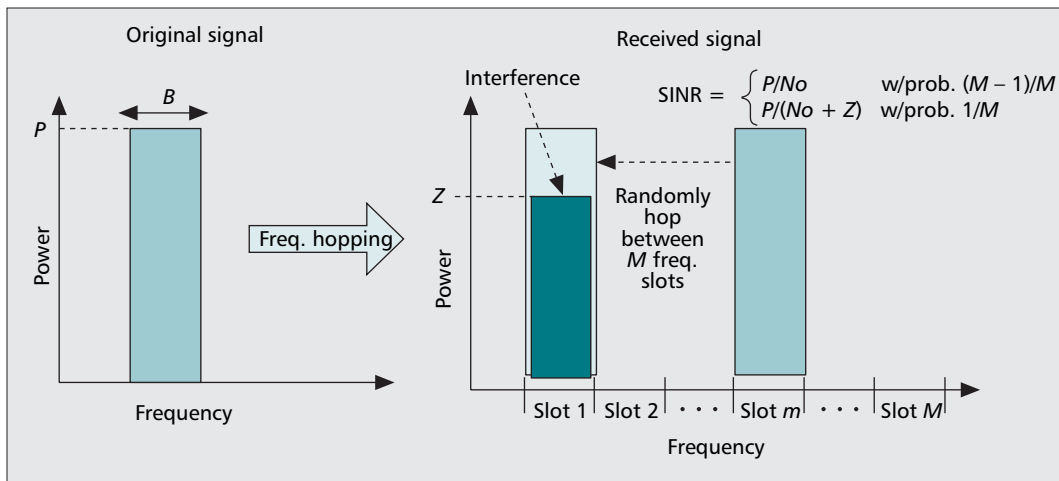 Original signal
B
P
Power
Frequency
Freq. hopping
Received signal
Interference
SINR = { P/No w/prob. (M – 1)/M
P/(No + Z) w/prob. 1/M
Z
Randomly
hop
between
M freq.
slots
Power
Slot 1 Slot 2 · · · Slot m · · · Slot M
Frequency